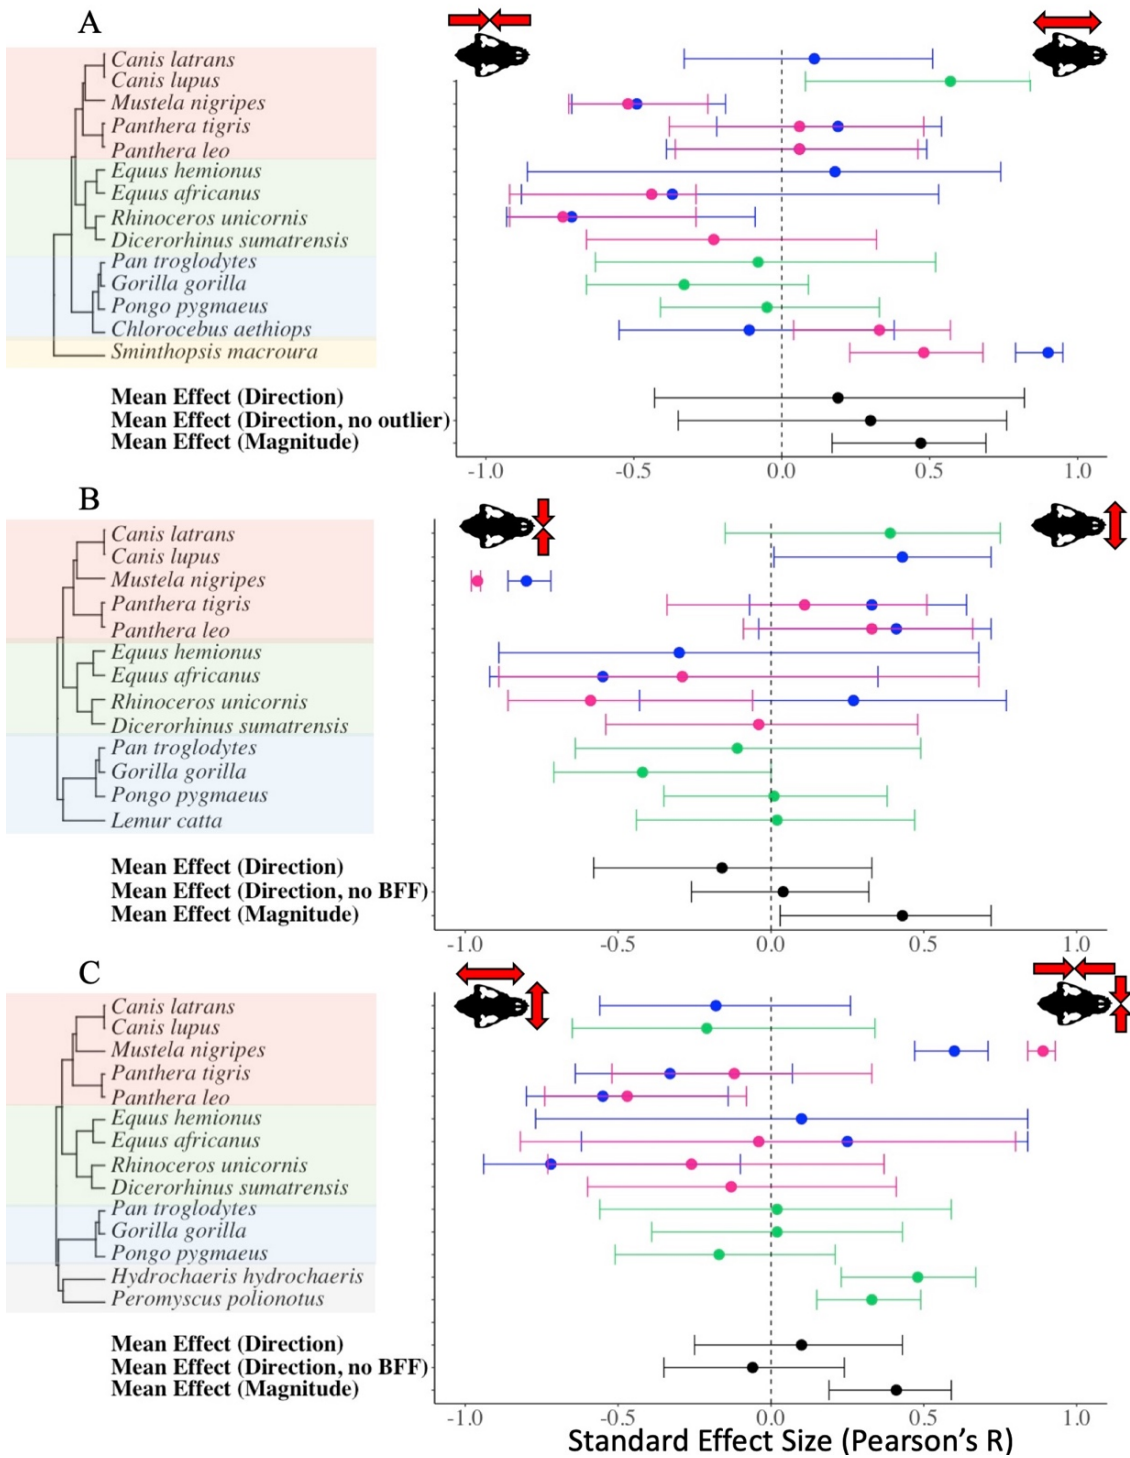 A
Canis latrans
Canis lupus
Mustela nigripes
Panthera tigris
Panthera leo
Equus hemionus
Equus africanus
Rhinoceros unicornis
Dicerorhinus sumatrensis
Pan troglodytes
Gorilla gorilla
Pongo pygmaeus
Chlorocebus aethiops
Sminthopsis macroura
Mean Effect (Direction)
Mean Effect (Direction, no outlier)
Mean Effect (Magnitude)
-1.0 -0.5 0.0 0.5 1.0
B
Canis latrans
Canis lupus
Mustela nigripes
Panthera tigris
Panthera leo
Equus hemionus
Equus africanus
Rhinoceros unicornis
Dicerorhinus sumatrensis
Pan troglodytes
Gorilla gorilla
Pongo pygmaeus
Lemur catta
Mean Effect (Direction)
Mean Effect (Direction, no BFF)
Mean Effect (Magnitude)
-1.0 -0.5 0.0 0.5 1.0
C
Canis latrans
Canis lupus
Mustela nigripes
Panthera tigris
Panthera leo
Equus hemionus
Equus africanus
Rhinoceros unicornis
Dicerorhinus sumatrensis
Pan troglodytes
Gorilla gorilla
Pongo pygmaeus
Hydrochaeris hydrochaeris
Peromyscus polionotus
Mean Effect (Direction)
Mean Effect (Direction, no BFF)
Mean Effect (Magnitude)
-1.0 -0.5 0.0 0.5 1.0
Standard Effect Size (Pearson's R)